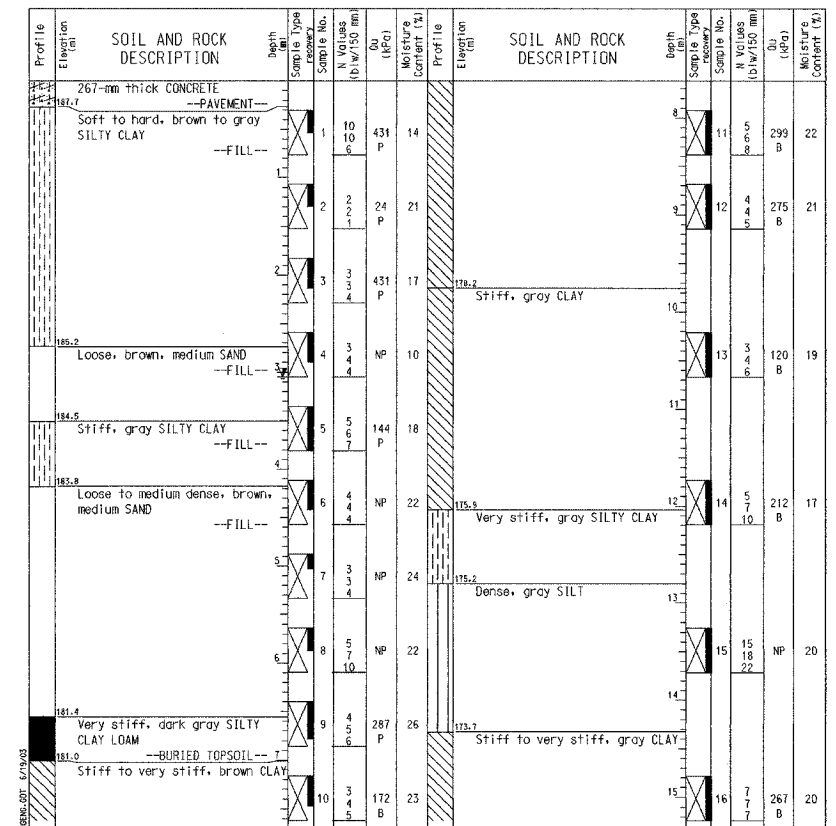 Profile
Elevation (m)
SOIL AND ROCK DESCRIPTION
Depth (m)
Sample Type recovery
Sample No.
N Values (blw/150 mm)
Qu (kPa)
Moisture Content (%)
267-mm thick CONCRETE
187.7 --PAVEMENT--
Soft to hard, brown to gray
SILTY CLAY
--FILL--
1 10 10 6 431 P 14
1
2 2 2 1 24 P 21
2
3 3 3 4 431 P 17
185.2
Loose, brown, medium SAND
--FILL--
3
4 3 4 4 NP 10
184.5
Stiff, gray SILTY CLAY
--FILL--
5 5 6 7 144 P 18
4
183.8
Loose to medium dense, brown,
medium SAND
--FILL--
6 4 4 4 NP 22
5
7 3 3 4 NP 24
6
8 5 7 10 NP 22
181.4
Very stiff, dark gray SILTY
CLAY LOAM
9 4 5 6 287 P 26
181.0 --BURIED TOPSOIL-- 7
Stiff to very stiff, brown CLAY
10 3 4 5 172 B 23
6/19/03
Profile
Elevation (m)
SOIL AND ROCK DESCRIPTION
Depth (m)
Sample Type recovery
Sample No.
N Values (blw/150 mm)
Qu (kPa)
Moisture Content (%)
8
11 5 6 8 299 B 22
9
12 4 4 5 275 B 21
178.2
Stiff, gray CLAY
10
13 3 4 6 120 B 19
11
12
14 5 7 10 212 B 17
175.9
Very stiff, gray SILTY CLAY
175.2
Dense, gray SILT
13
15 15 18 22 NP 20
14
173.7
Stiff to very stiff, gray CLAY
15
16 7 7 7 267 B 20